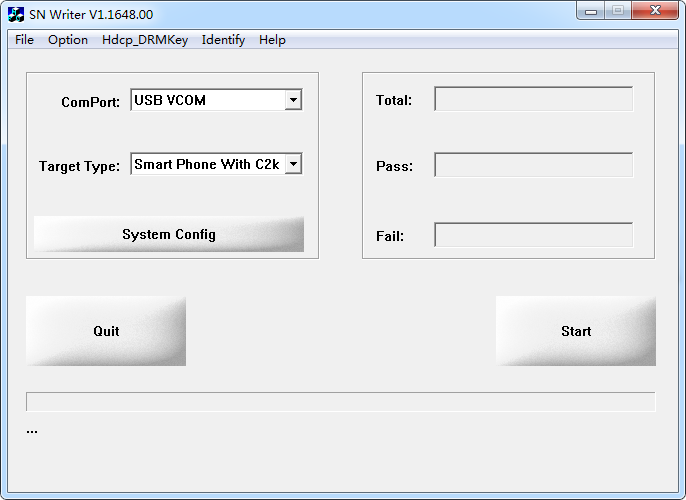 SN Writer V1.1648.00
File Option Hdcp_DRMKey Identify Help
ComPort: USB VCOM
Target Type: Smart Phone With C2k
System Config
Total:
Pass:
Fail:
Quit
Start
...